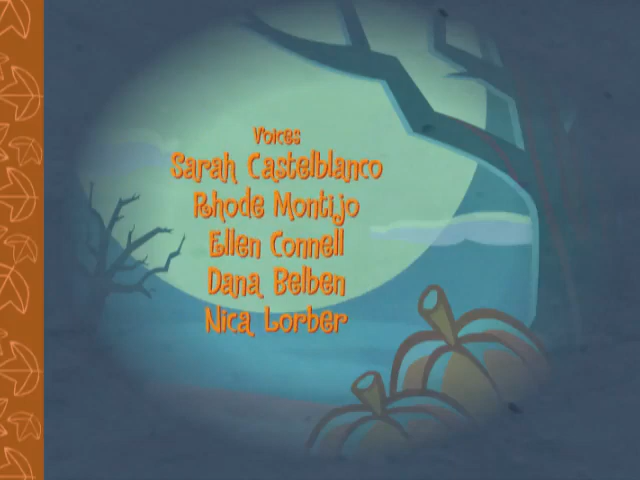 Voices
Sarah Castelblanco
Rhode Montijo
Ellen Connell
Dana Belben
Nica Lorber